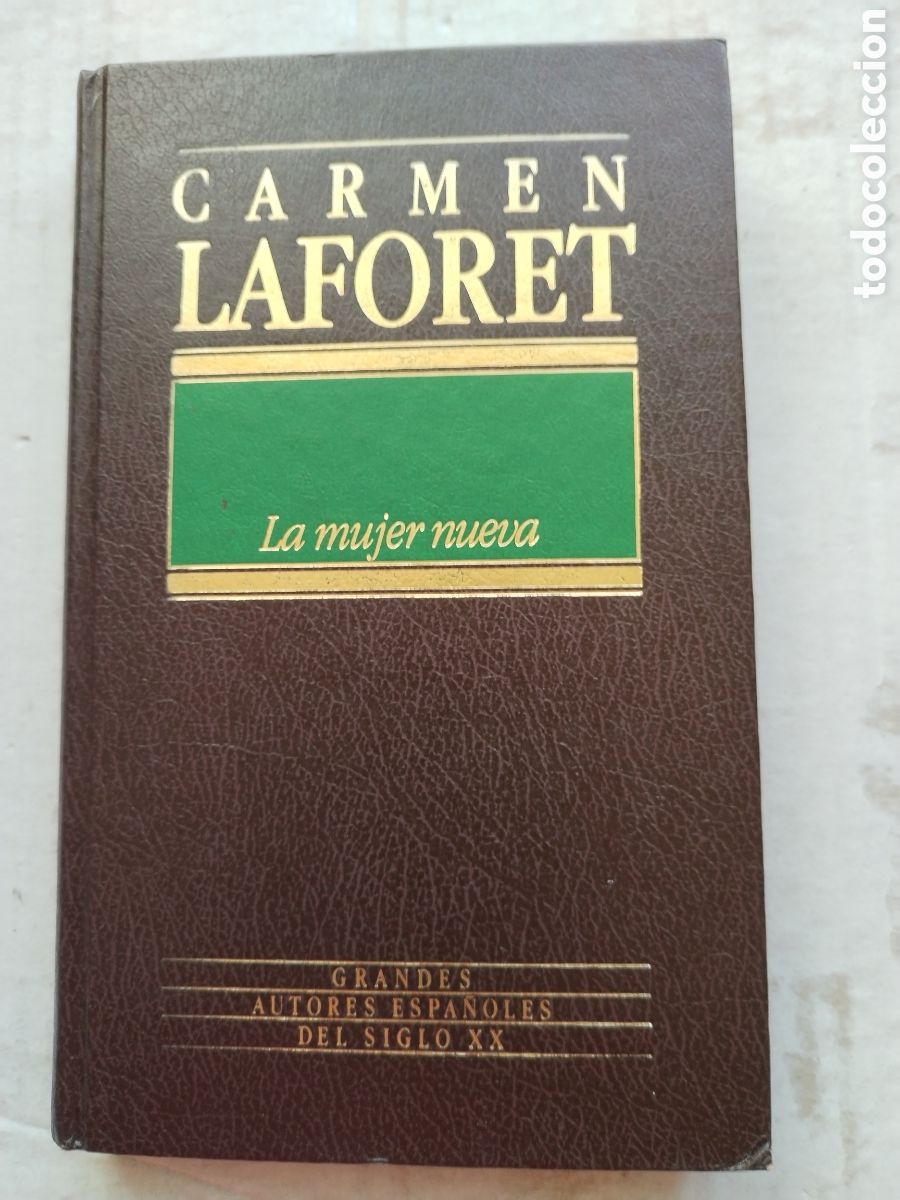 CARMEN
LAFORET
La mujer nueva
GRANDES
AUTORES ESPAÑOLES
DEL SIGLO XX
todocoleccion